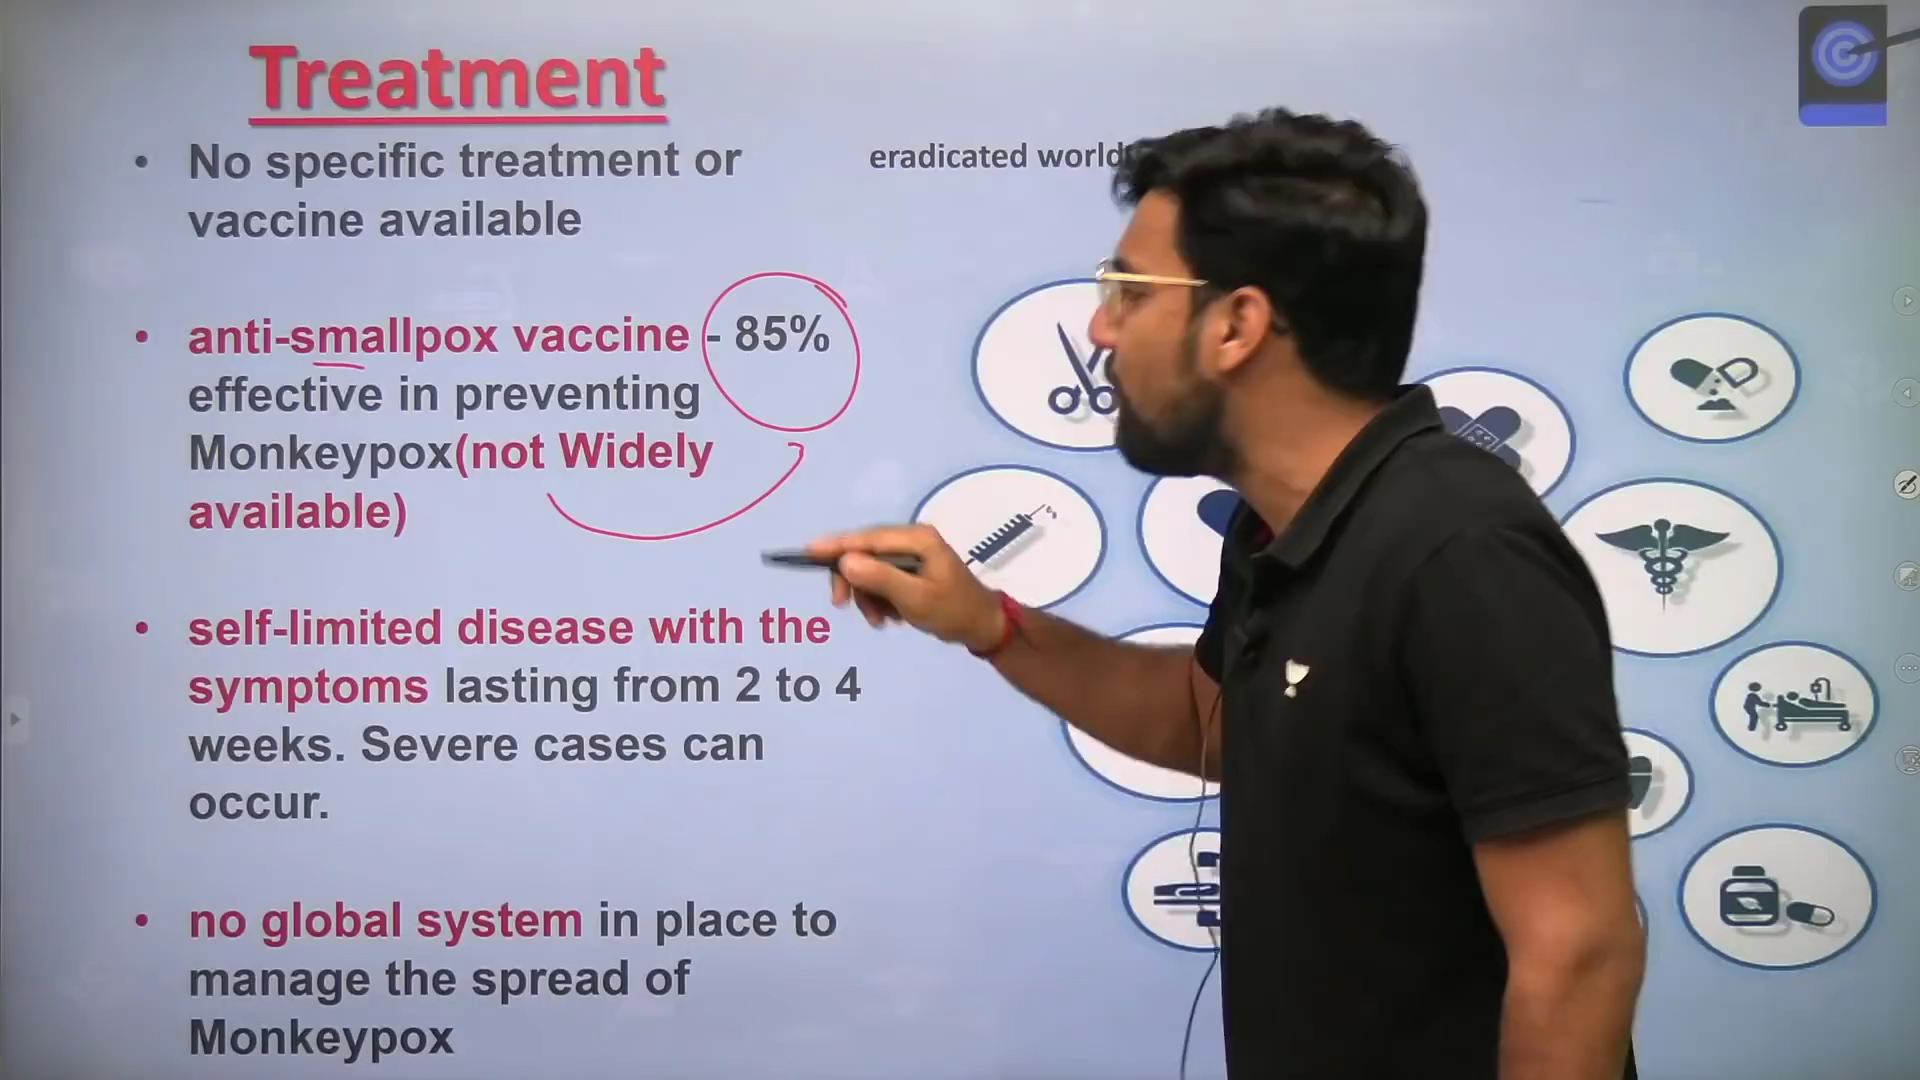 Treatment
• No specific treatment or
vaccine available
eradicated world
• anti-smallpox vaccine - 85%
effective in preventing
Monkeypox(not Widely
available)
• self-limited disease with the
symptoms lasting from 2 to 4
weeks. Severe cases can
occur.
• no global system in place to
manage the spread of
Monkeypox